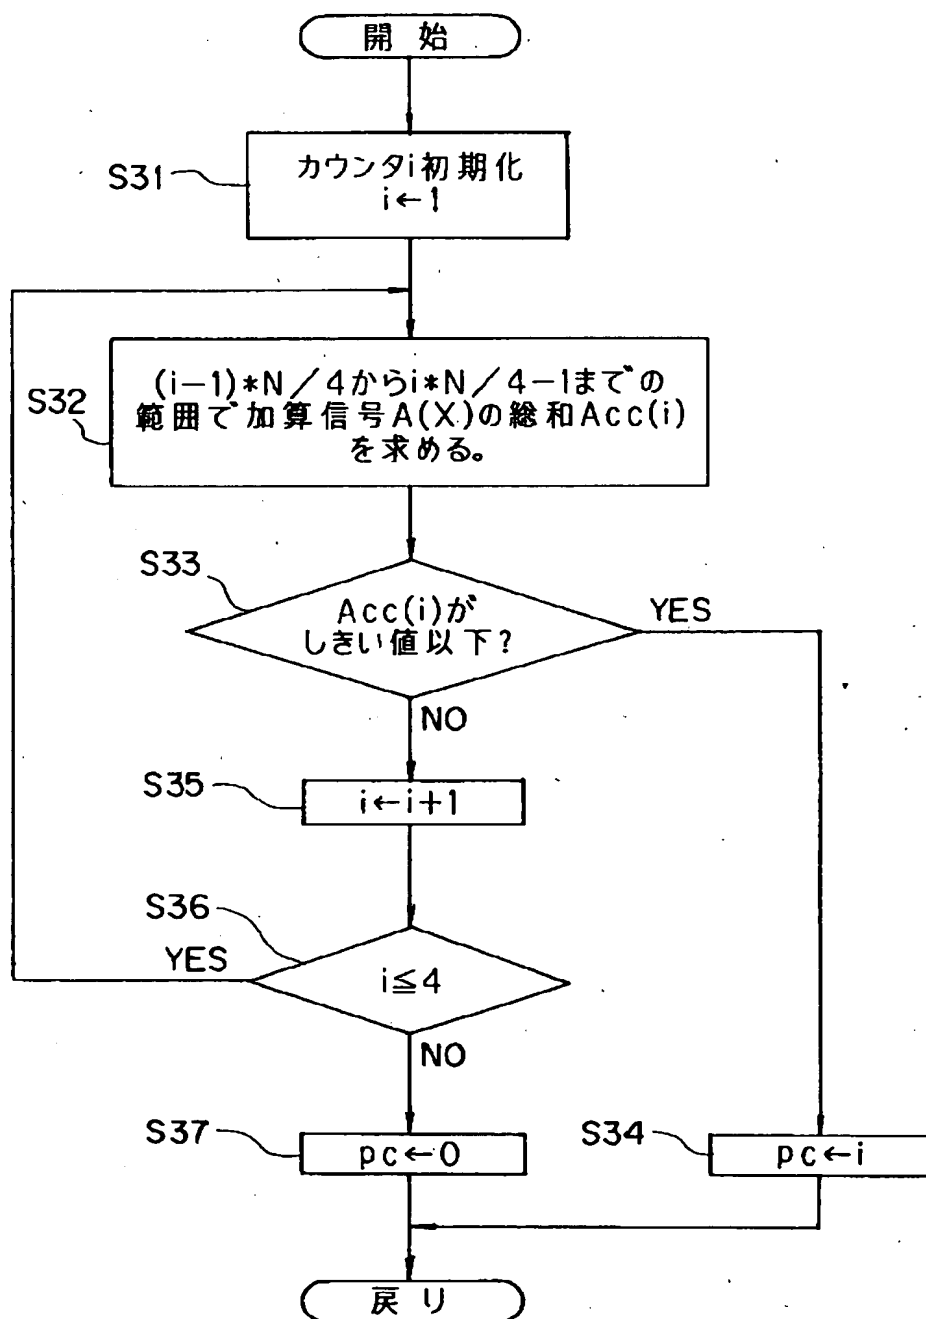 開始
S31
カウンタi初期化
i←1
S32
(i-1)*N/4からi*N/4-1までの
範囲で加算信号A(X)の総和Acc(i)
を求める。
S33
Acc(i)が
しきい値以下?
YES
NO
S35
i←i+1
S36
YES
i≦4
NO
S37
pc←0
S34
pc←i
戻り